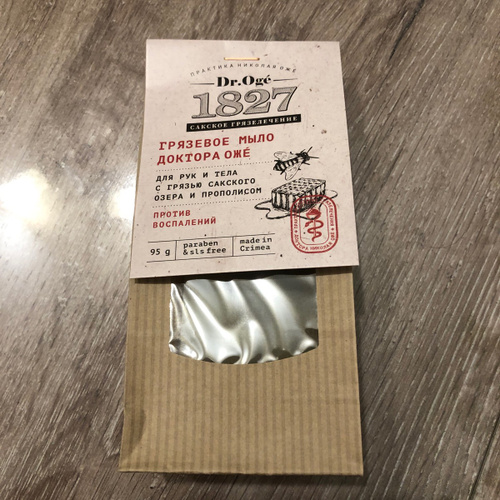 ПРАКТИКА НИКОЛАЯ ОЖЕ
Dr.Ogé
1827
САКСКОЕ ГРЯЗЕЛЕЧЕНИЕ
ГРЯЗЕВОЕ МЫЛО
ДОКТОРА ОЖÉ
ДЛЯ РУК И ТЕЛА
С ГРЯЗЬЮ САКСКОГО
ОЗЕРА И ПРОПОЛИСОМ
ПРОТИВ
ВОСПАЛЕНИЙ
95 g
paraben
& sls free
made in
Crimea